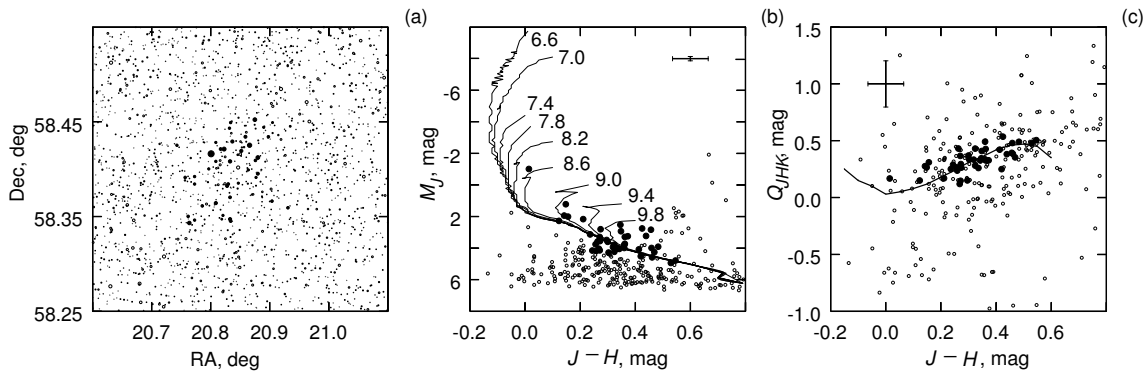 (a)
58.45
58.35
58.25
Dec, deg
20.7 20.8 20.9 21.0
RA, deg
(b)
6.6
7.0
7.4
7.8
8.2
8.6
9.0
9.4
9.8
-6
-2
2
6
M_J, mag
-0.2 0.0 0.2 0.4 0.6
J – H, mag
(c)
1.5
1.0
0.5
0.0
-0.5
-1.0
Q_JHK, mag
-0.2 0.0 0.2 0.4 0.6
J – H, mag